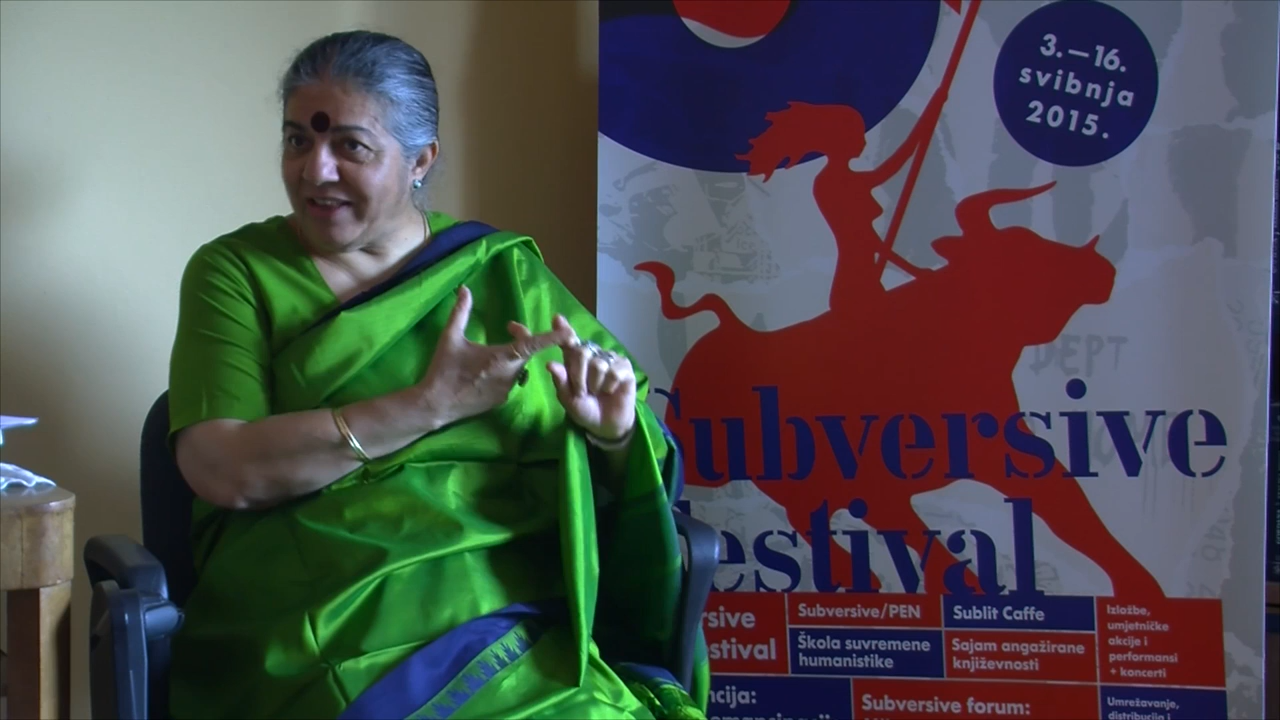 3.–16.
svibnja
2015.
DEPT
Subversive
Festival
Subversive/PEN
Sublit Caffe
Škola suvremene
humanistike
Sajam angažirane
književnosti
Izložbe,
umjetničke
akcije i
performansi
+ koncerti
Subversive forum:
Umrežavanje,